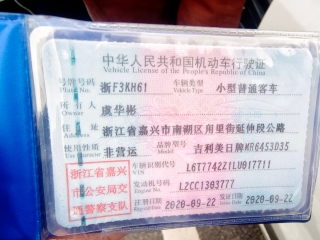 中华人民共和国机动车行驶证
Vehicle License of the People's Republic of China
号牌号码 浙F3KH61 车辆类型 小型普通客车
Plate No. Vehicle Type
所有人 虞华彬
Owner
住址 浙江省嘉兴市南湖区甪里街延伸段公路
Address
使用性质 非营运 品牌型号 吉利美日牌MR6453D35
Use Character Model
浙江省嘉兴
市公安局交
通警察支队
车辆识别代号 L6T7742Z1LU017711
VIN
发动机号码 LZCC1303777
Engine No.
注册日期 2020-09-22 发证日期 2020-09-22
Register Date Issue Date